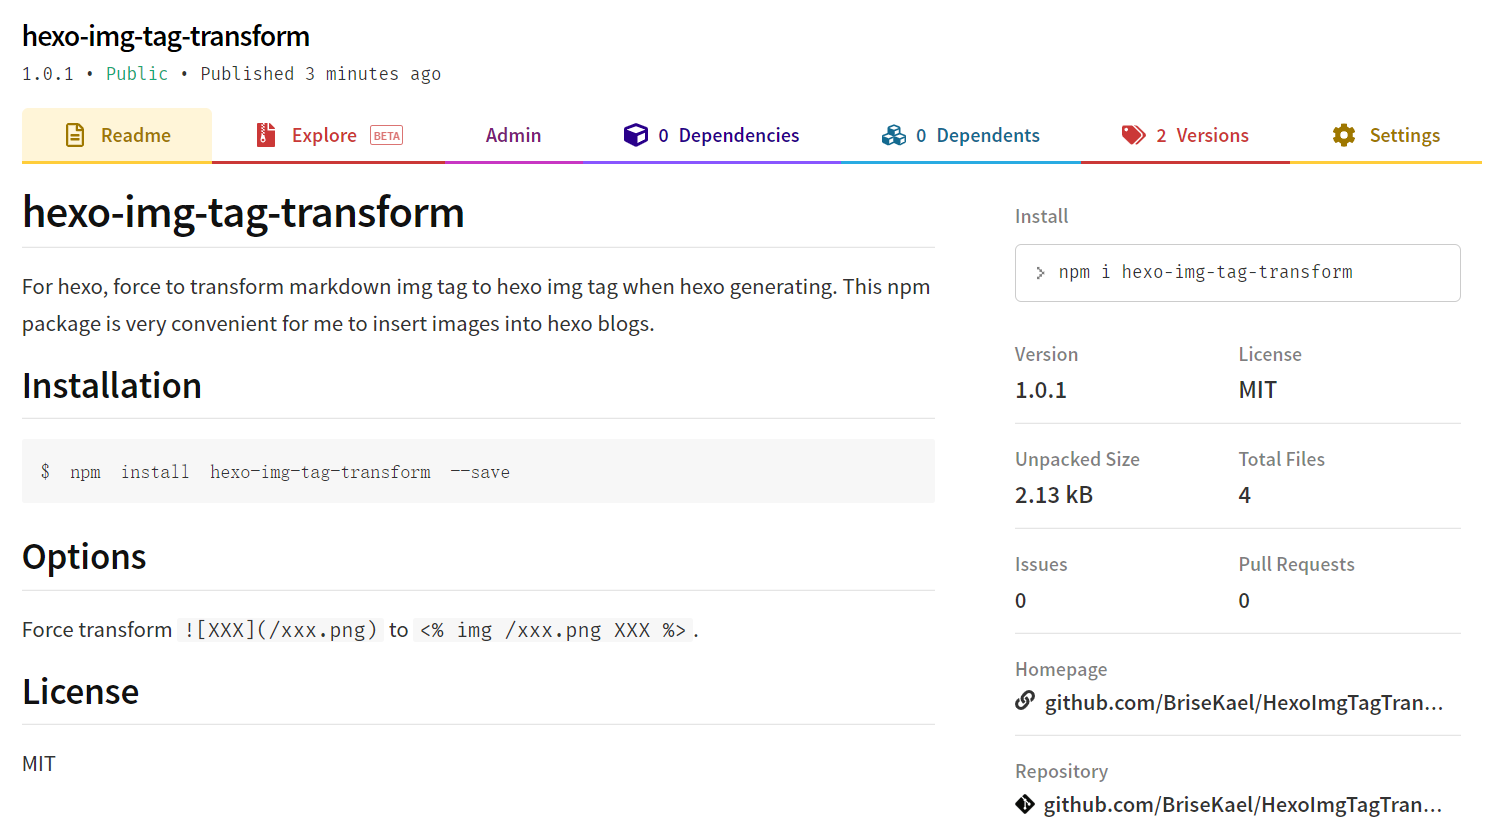 hexo-img-tag-transform
1.0.1 • Public • Published 3 minutes ago
Readme
Explore BETA
Admin
0 Dependencies
0 Dependents
2 Versions
Settings
hexo-img-tag-transform
For hexo, force to transform markdown img tag to hexo img tag when hexo generating. This npm
package is very convenient for me to insert images into hexo blogs.
Installation
$ npm install hexo-img-tag-transform --save
Options
Force transform ![XXX](/xxx.png) to <% img /xxx.png XXX %>.
License
MIT
Install
> npm i hexo-img-tag-transform
Version
1.0.1
License
MIT
Unpacked Size
2.13 kB
Total Files
4
Issues
0
Pull Requests
0
Homepage
github.com/BriseKael/HexoImgTagTran...
Repository
github.com/BriseKael/HexoImgTagTran...